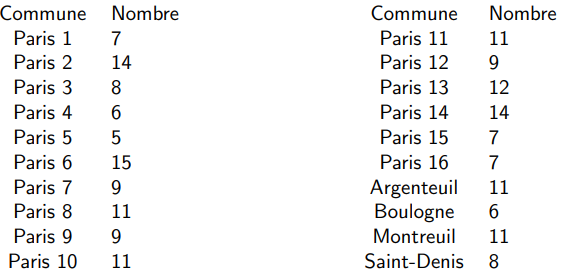 Commune Nombre
Paris 1 7
Paris 2 14
Paris 3 8
Paris 4 6
Paris 5 5
Paris 6 15
Paris 7 9
Paris 8 11
Paris 9 9
Paris 10 11
Commune Nombre
Paris 11 11
Paris 12 9
Paris 13 12
Paris 14 14
Paris 15 7
Paris 16 7
Argenteuil 11
Boulogne 6
Montreuil 11
Saint-Denis 8